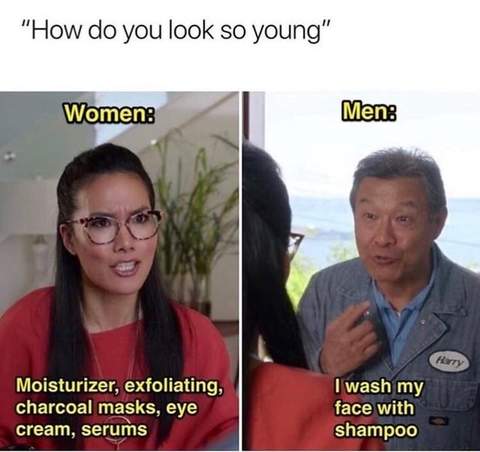 "How do you look so young"
Women:
Moisturizer, exfoliating,
charcoal masks, eye
cream, serums
Men:
Harry
I wash my
face with
shampoo